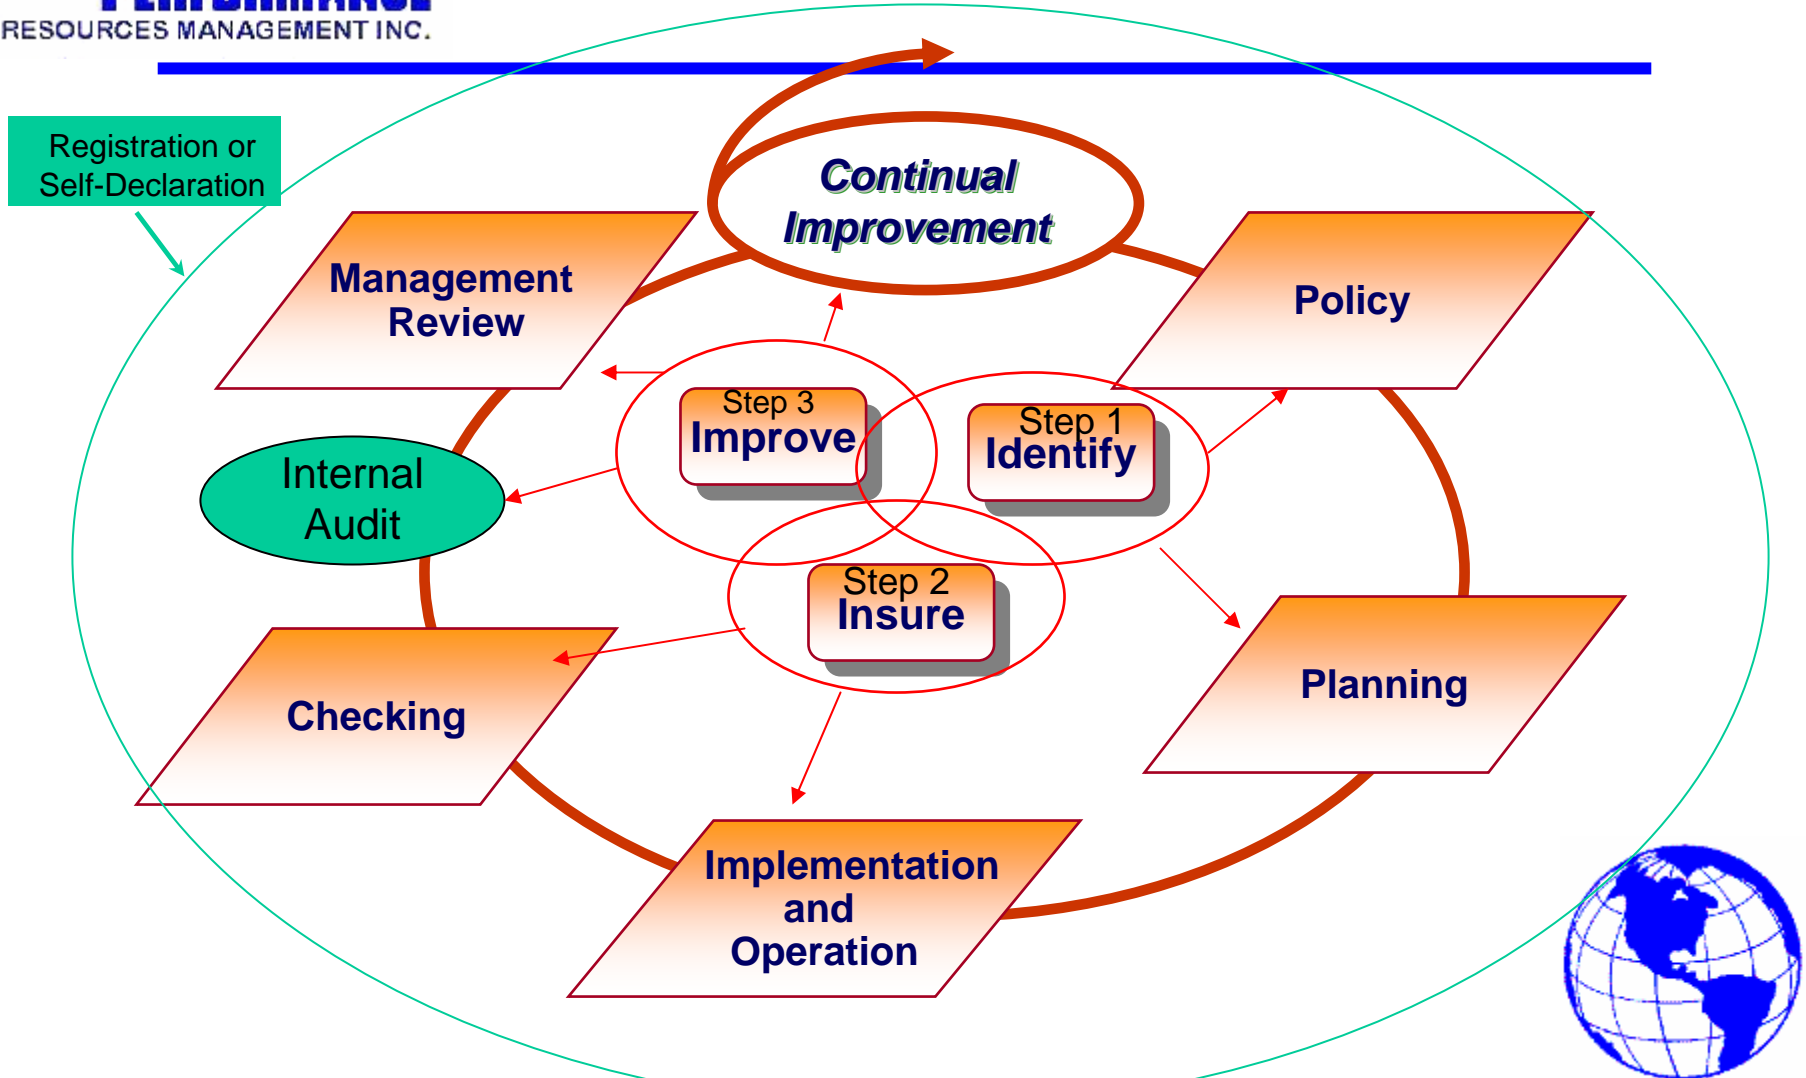 PERFORMANCE
RESOURCES MANAGEMENT INC.
Registration or
Self-Declaration
Continual
Improvement
Management
Review
Policy
Step 3
Improve
Step 1
Identify
Internal
Audit
Step 2
Insure
Checking
Planning
Implementation
and
Operation